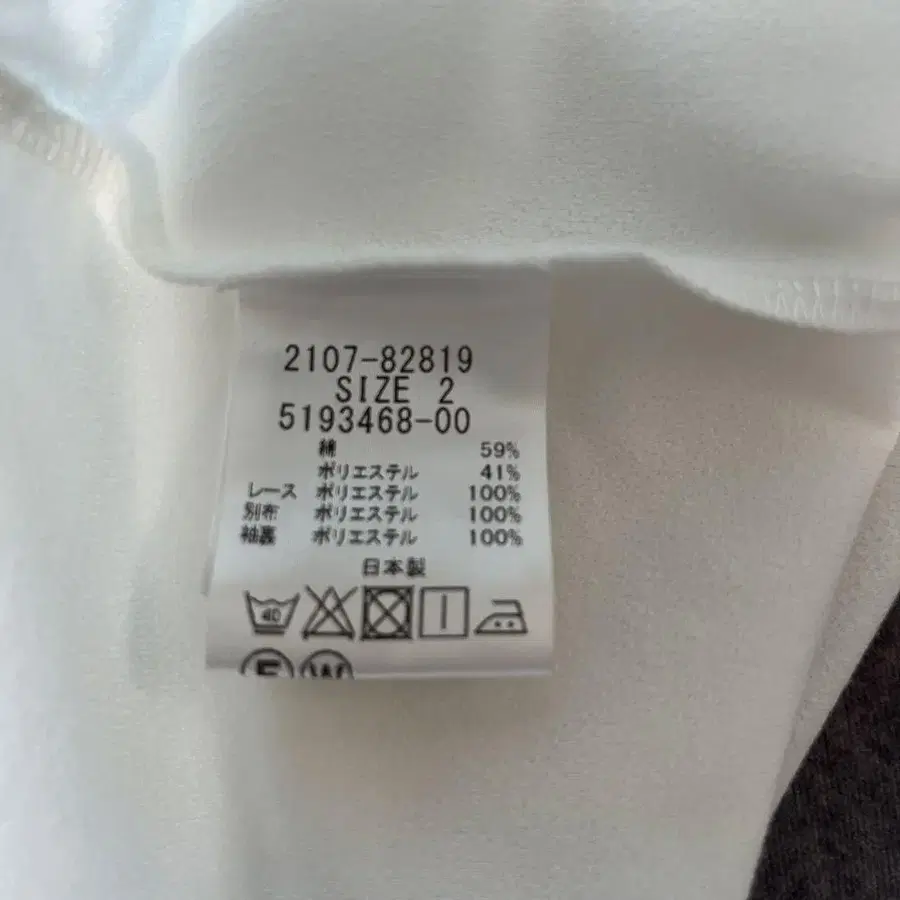 2107-82819
SIZE 2
5193468-00
綿 59%
ポリエステル 41%
レース ポリエステル 100%
別布 ポリエステル 100%
袖裏 ポリエステル 100%
日本製
40
F W